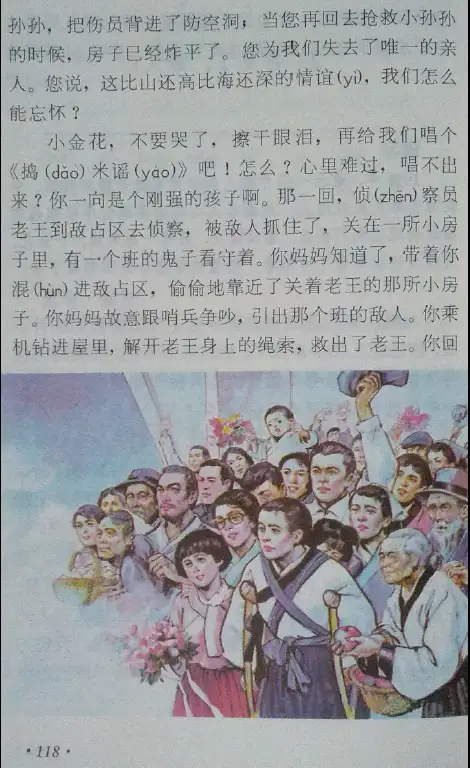 孙孙，把伤员背进了防空洞；当您再回去抢救小孙孙
的时候，房子已经炸平了。您为我们失去了唯一的亲
人。您说，这比山还高比海还深的情谊(yì)，我们怎么
能忘怀？
小金花，不要哭了，擦干眼泪，再给我们唱个
《捣(dǎo)米谣(yáo)》吧！怎么？心里难过，唱不出
来？你一向是个刚强的孩子啊。那一回，侦(zhēn)察员
老王到敌占区去侦察，被敌人抓住了，关在一所小房
子里，有一个班的鬼子看守着。你妈妈知道了，带着你
混(hùn)进敌占区，偷偷地靠近了关着老王的那所小房
子。你妈妈故意跟哨兵争吵，引出那个班的敌人。你乘
机钻进屋里，解开老王身上的绳索，救出了老王。你回
·118·